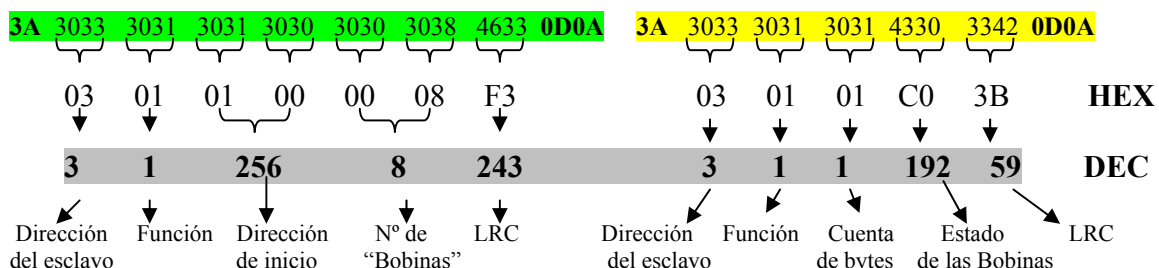 3A 3033 3031 3031 3030 3030 3038 4633 0D0A 3A 3033 3031 3031 4330 3342 0D0A
03 01 01 00 00 08 F3 03 01 01 C0 3B HEX
3 1 256 8 243 3 1 1 192 59 DEC
Dirección Función Dirección Nº de LRC Dirección Función Cuenta Estado LRC
del esclavo de inicio “Bobinas” del esclavo de bytes de las Bobinas